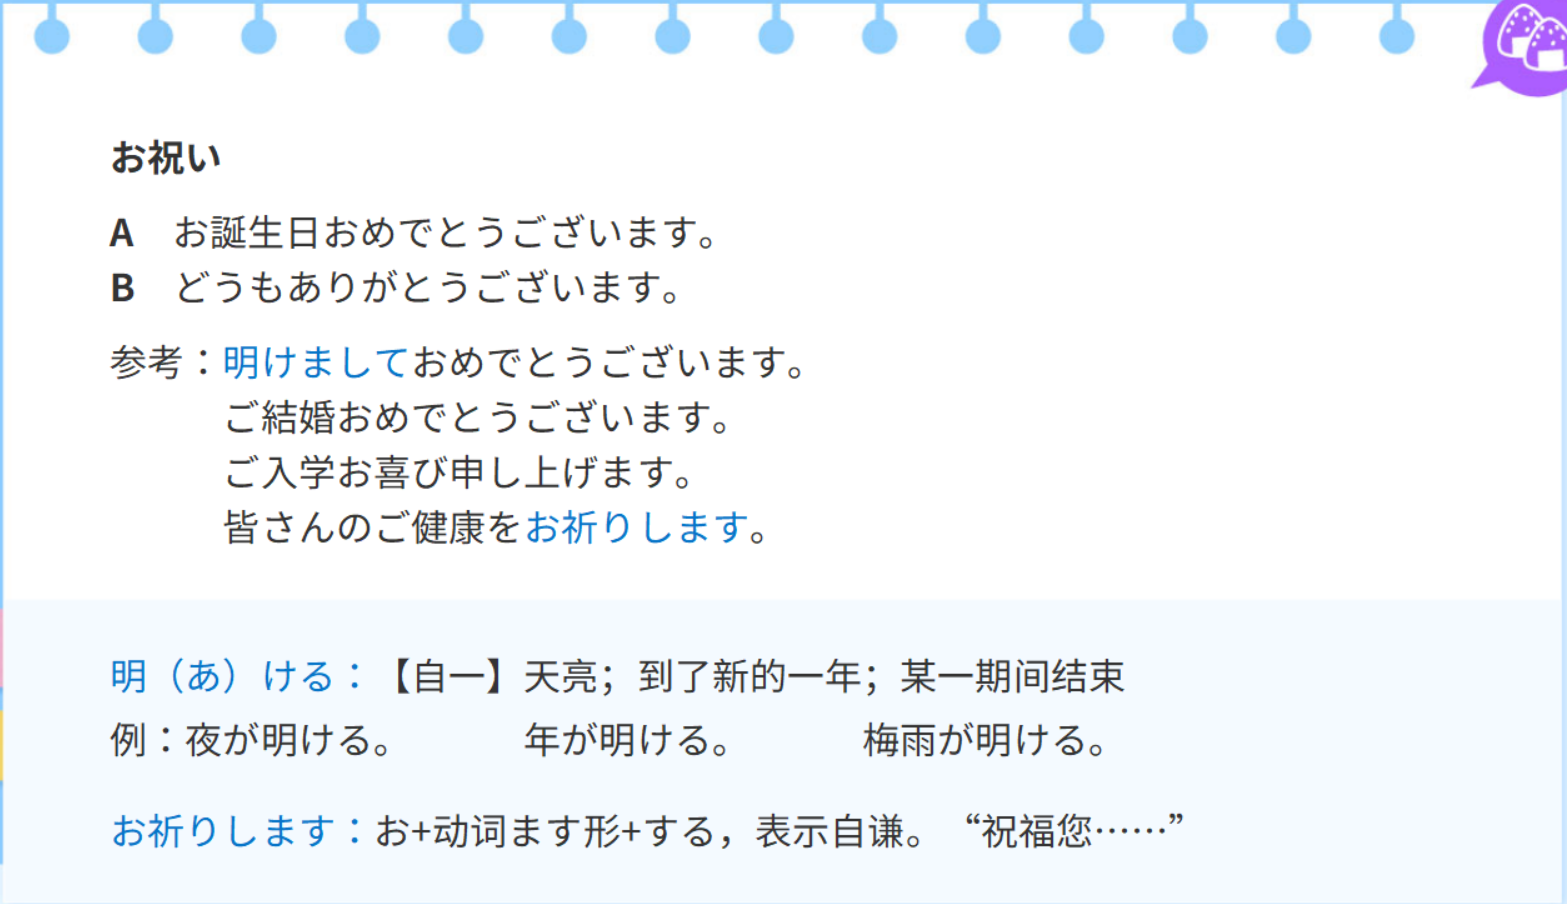 お祝い
A　お誕生日おめでとうございます。
B　どうもありがとうございます。
参考：明けましておめでとうございます。
ご結婚おめでとうございます。
ご入学お喜び申し上げます。
皆さんのご健康をお祈りします。
明（あ）ける：【自一】天亮；到了新的一年；某一期间结束
例：夜が明ける。　　　年が明ける。　　　梅雨が明ける。
お祈りします：お+动词ます形+する，表示自谦。“祝福您……”